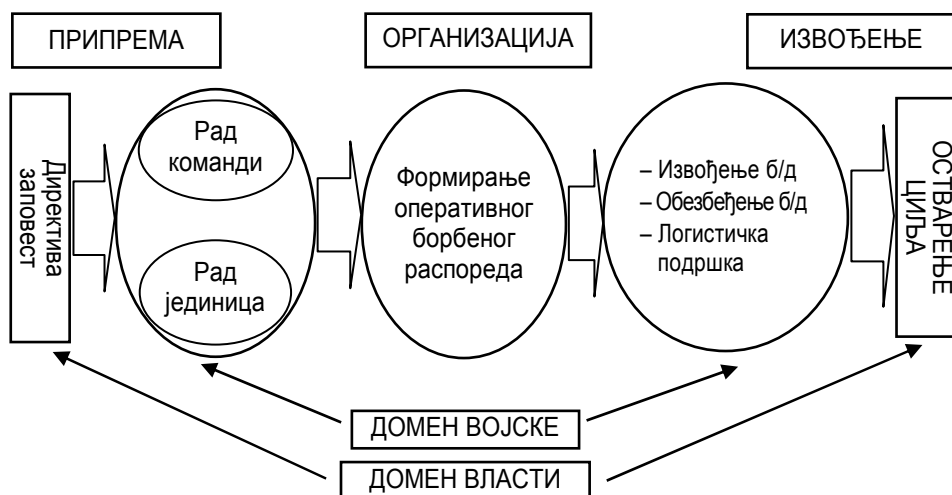 ПРИПРЕМА
ОРГАНИЗАЦИЈА
ИЗВОЂЕЊЕ
Директива
заповест
Рад
команди
Рад
јединица
Формирање
оперативног
борбеног
распореда
– Извођење б/д
– Обезбеђење б/д
– Логистичка
подршка
ОСТВАРЕЊЕ
ЦИЉА
ДОМЕН ВОЈСКЕ
ДОМЕН ВЛАСТИ